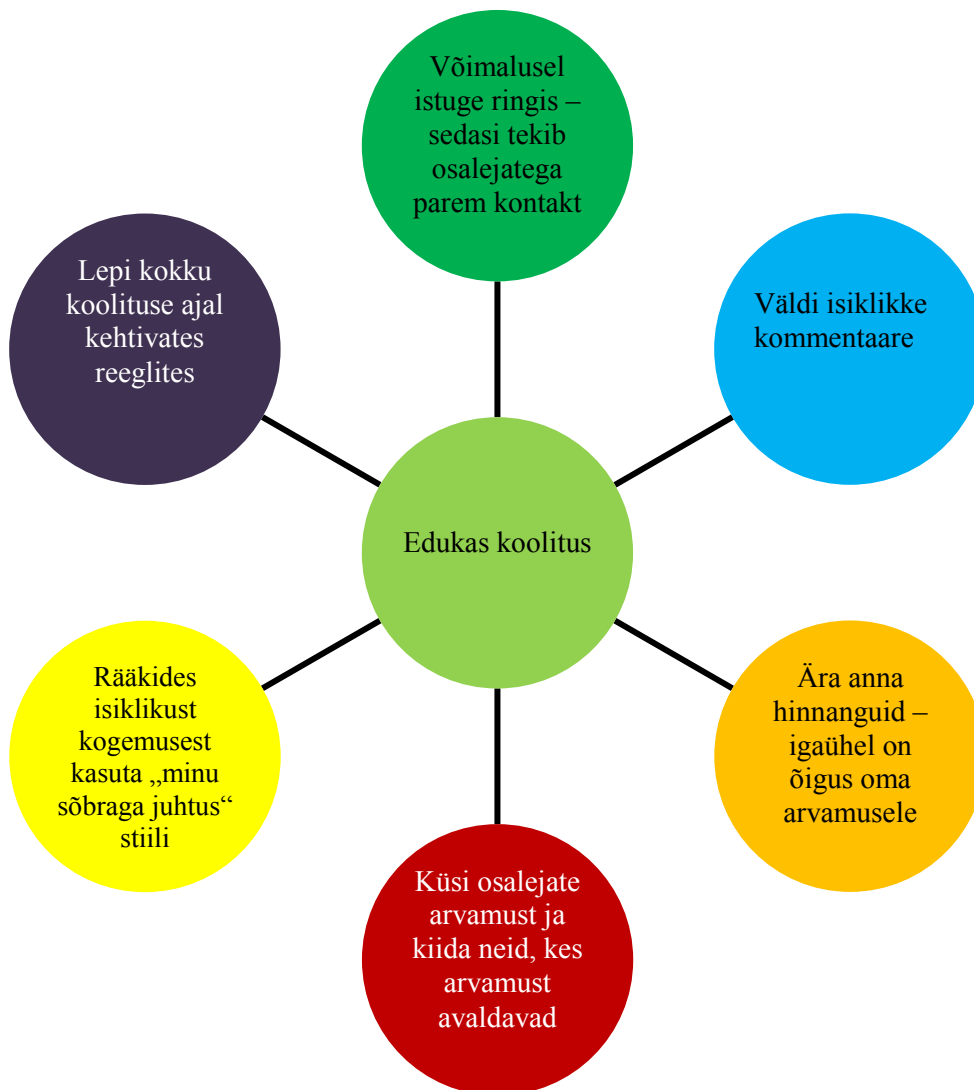 Võimalusel
istuge ringis –
sedasi tekib
osalejatega
parem kontakt
Väldi isiklikke
kommentaare
Ära anna
hinnanguid –
igaühel on
õigus oma
arvamusele
Küsi osalejate
arvamust ja
kiida neid, kes
arvamust
avaldavad
Rääkides
isiklikust
kogemusest
kasuta „minu
sõbraga juhtus“
stiili
Lepi kokku
koolituse ajal
kehtivates
reeglites
Edukas koolitus